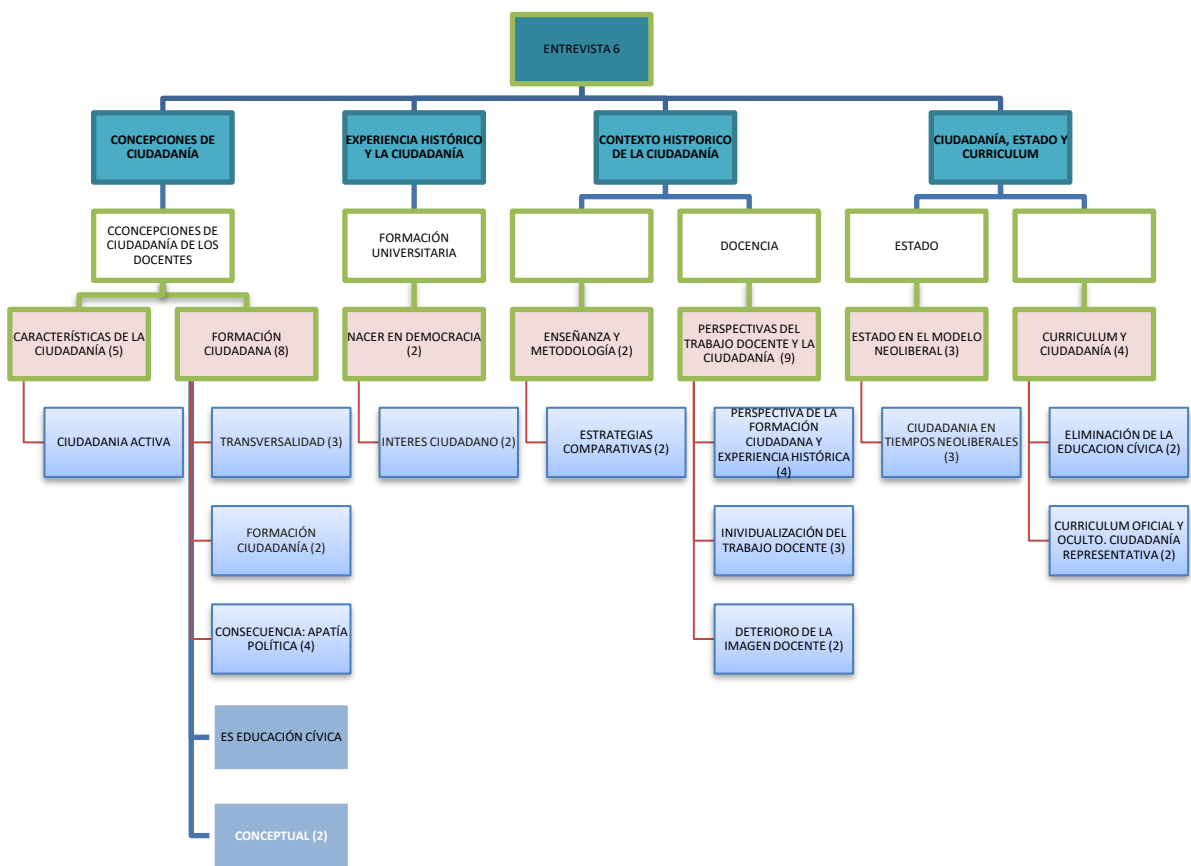 ENTREVISTA 6
CONCEPCIONES DE
CIUDADANÍA
EXPERIENCIA HISTÓRICO
Y LA CIUDADANÍA
CONTEXTO HISTPORICO
DE LA CIUDADANÍA
CIUDADANÍA, ESTADO Y
CURRICULUM
CCONCEPCIONES DE
CIUDADANÍA DE LOS
DOCENTES
FORMACIÓN
UNIVERSITARIA
DOCENCIA
ESTADO
CARACTERÍSTICAS DE LA
CIUDADANÍA (5)
FORMACIÓN
CIUDADANA (8)
NACER EN DEMOCRACIA
(2)
ENSEÑANZA Y
METODOLOGÍA (2)
PERSPECTIVAS DEL
TRABAJO DOCENTE Y LA
CIUDADANÍA (9)
ESTADO EN EL MODELO
NEOLIBERAL (3)
CURRICULUM Y
CIUDADANÍA (4)
CIUDADANIA ACTIVA
TRANSVERSALIDAD (3)
INTERES CIUDADANO (2)
ESTRATEGIAS
COMPARATIVAS (2)
PERSPECTIVA DE LA
FORMACIÓN
CIUDADANA Y
EXPERIENCIA HISTÓRICA
(4)
CIUDADANIA EN
TIEMPOS NEOLIBERALES
(3)
ELIMINACIÓN DE LA
EDUCACION CÍVICA (2)
FORMACIÓN
CIUDADANÍA (2)
INIVIDUALIZACIÓN DEL
TRABAJO DOCENTE (3)
CURRICULUM OFICIAL Y
OCULTO. CIUDADANÍA
REPRESENTATIVA (2)
CONSECUENCIA: APATÍA
POLÍTICA (4)
DETERIORO DE LA
IMAGEN DOCENTE (2)
ES EDUCACIÓN CÍVICA
CONCEPTUAL (2)